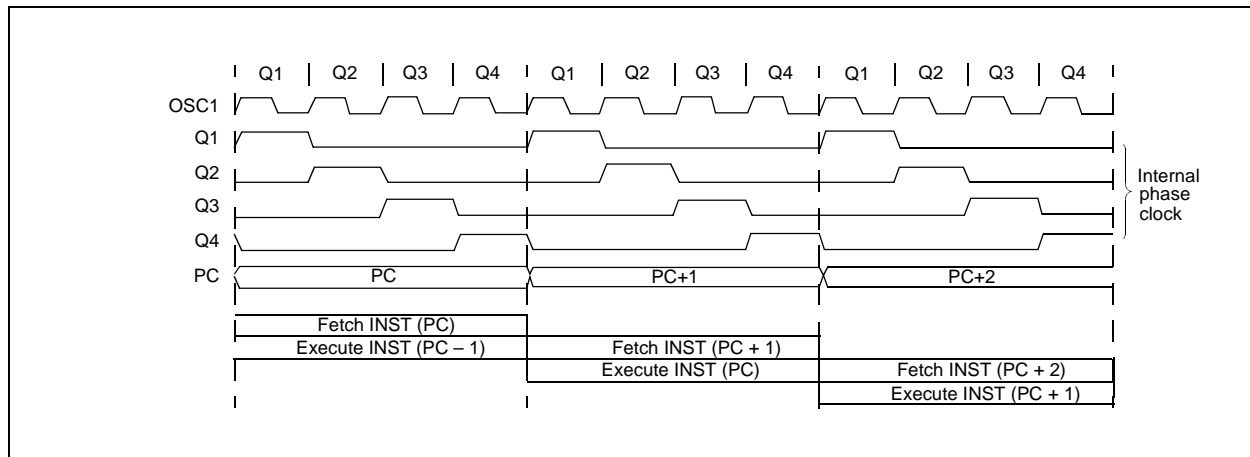 Q1 Q2 Q3 Q4 Q1 Q2 Q3 Q4 Q1 Q2 Q3 Q4
OSC1
Q1
Q2
Q3
Q4
Internal
phase
clock
PC PC PC+1 PC+2
Fetch INST (PC)
Execute INST (PC – 1) Fetch INST (PC + 1)
Execute INST (PC) Fetch INST (PC + 2)
Execute INST (PC + 1)